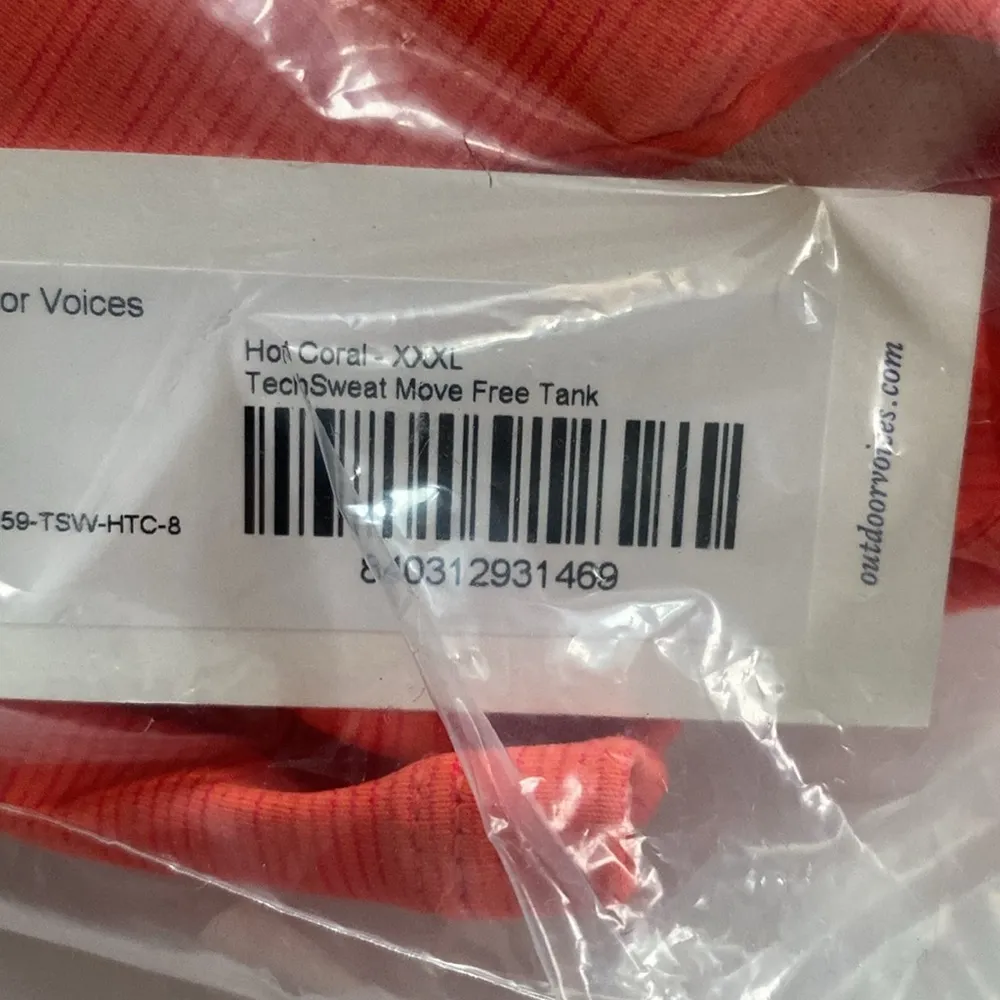 or Voices
Hot Coral - XXXL
TechSweat Move Free Tank
59-TSW-HTC-8
840312931469
outdoorvoices.com